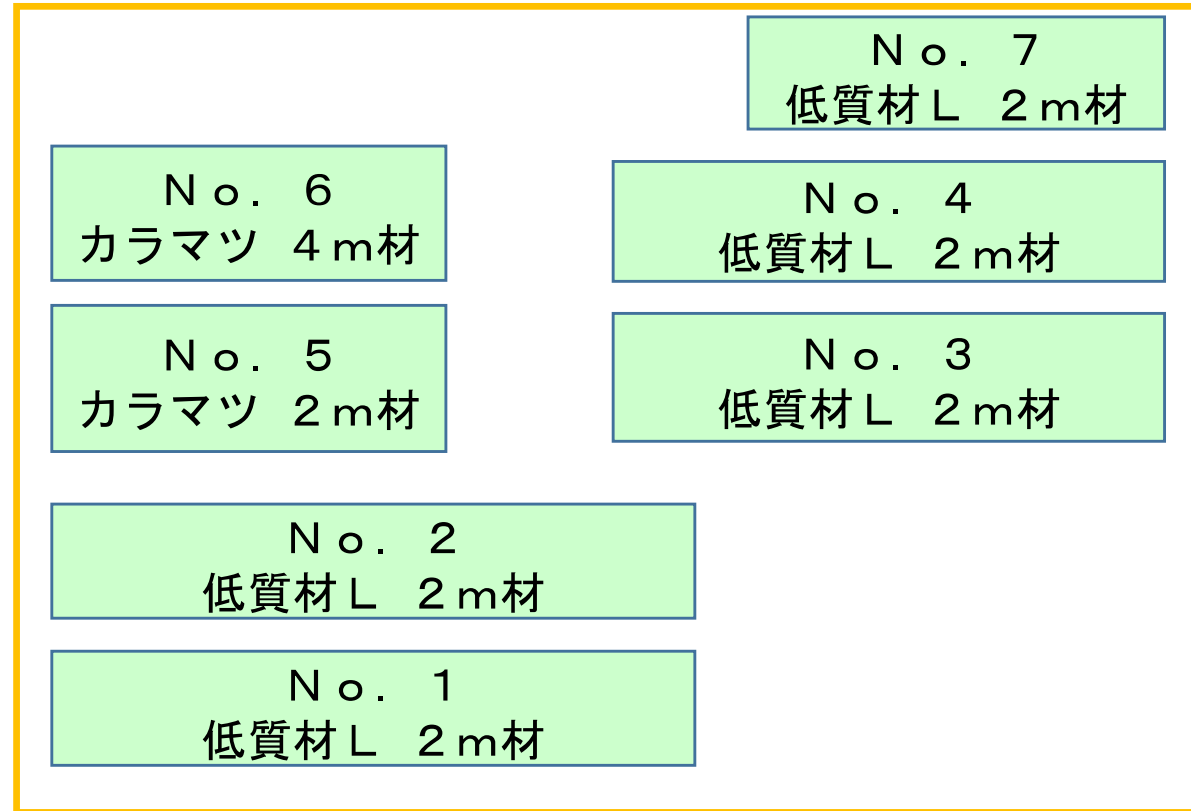 Ｎｏ．　７
低質材Ｌ　２ｍ材
Ｎｏ．　６
カラマツ　４ｍ材
Ｎｏ．　４
低質材Ｌ　２ｍ材
Ｎｏ．　５
カラマツ　２ｍ材
Ｎｏ．　３
低質材Ｌ　２ｍ材
Ｎｏ．　２
低質材Ｌ　２ｍ材
Ｎｏ．　１
低質材Ｌ　２ｍ材